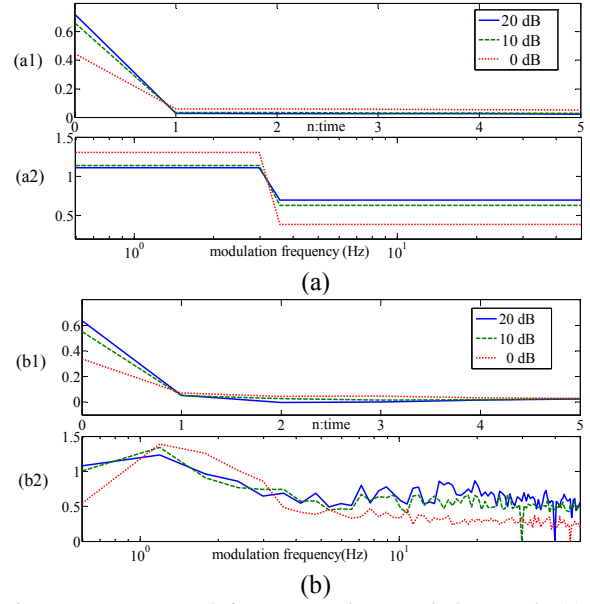 (a1)
0.6
0.4
0.2
0
20 dB
10 dB
0 dB
0 1 2 n:time 3 4 5
(a2)
1.5
1
0.5
10^0 modulation frequency (Hz) 10^1
(a)
(b1)
0.6
0.4
0.2
0
20 dB
10 dB
0 dB
0 1 2 n:time 3 4 5
(b2)
1.5
1
0.5
0
10^0 modulation frequency(Hz) 10^1
(b)